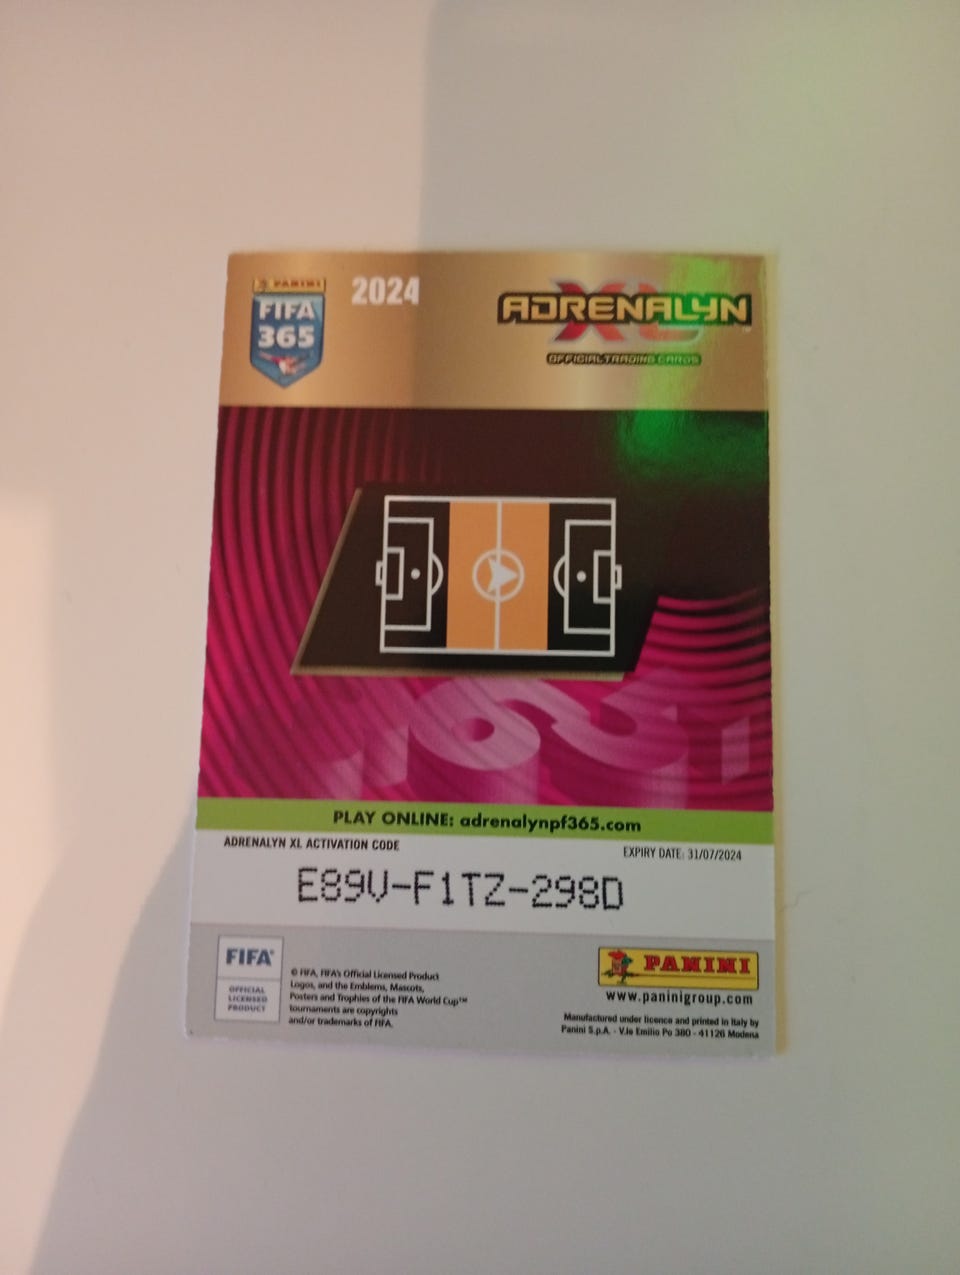 PANINI
FIFA
365
2024
ADRENALYN
XL
OFFICIAL TRADING CARDS
365
PLAY ONLINE: adrenalynpf365.com
ADRENALYN XL ACTIVATION CODE
EXPIRY DATE: 31/07/2024
E89V-F1TZ-298D
FIFA®
OFFICIAL
LICENSED
PRODUCT
© FIFA, FIFA's Official Licensed Product
Logos, and the Emblems, Mascots,
Posters and Trophies of the FIFA World Cup™
tournaments are copyrights
and/or trademarks of FIFA.
PANINI
www.paninigroup.com
Manufactured under licence and printed in Italy by
Panini S.p.A. - V.le Emilio Po 380 - 41126 Modena